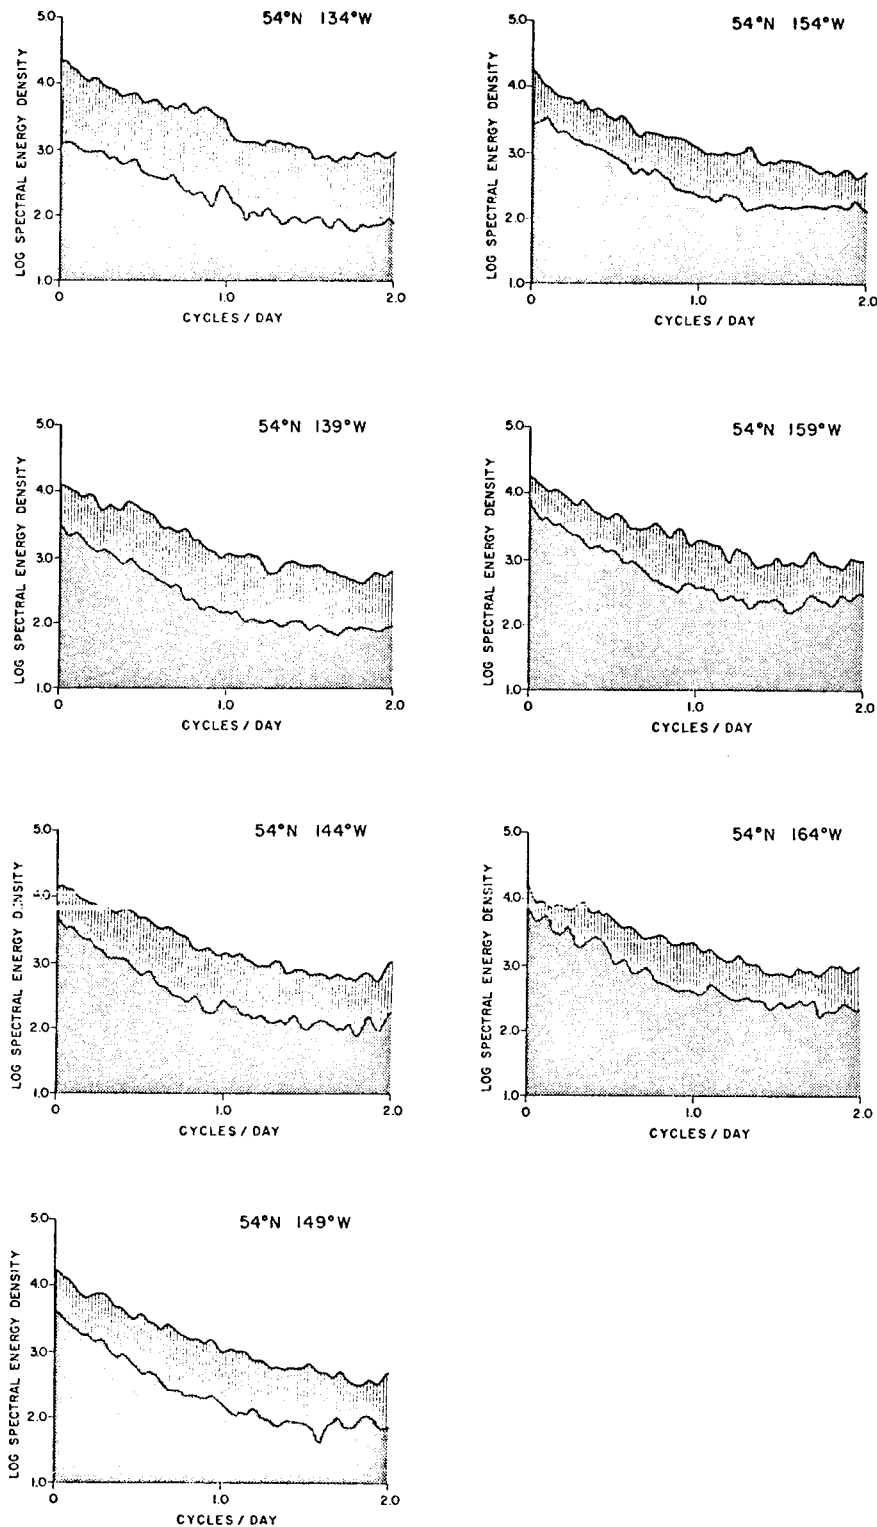 54°N 134°W
5.0
4.0
3.0
2.0
1.0
LOG SPECTRAL ENERGY DENSITY
0 1.0 2.0
CYCLES / DAY
54°N 154°W
5.0
4.0
3.0
2.0
1.0
LOG SPECTRAL ENERGY DENSITY
0 1.0 2.0
CYCLES / DAY
54°N 139°W
5.0
4.0
3.0
2.0
1.0
LOG SPECTRAL ENERGY DENSITY
0 1.0 2.0
CYCLES / DAY
54°N 159°W
5.0
4.0
3.0
2.0
1.0
LOG SPECTRAL ENERGY DENSITY
0 1.0 2.0
CYCLES / DAY
54°N 144°W
5.0
4.0
3.0
2.0
1.0
LOG SPECTRAL ENERGY DENSITY
0 1.0 2.0
CYCLES / DAY
54°N 164°W
5.0
4.0
3.0
2.0
1.0
LOG SPECTRAL ENERGY DENSITY
0 1.0 2.0
CYCLES / DAY
54°N 149°W
5.0
4.0
3.0
2.0
1.0
LOG SPECTRAL ENERGY DENSITY
0 1.0 2.0
CYCLES / DAY